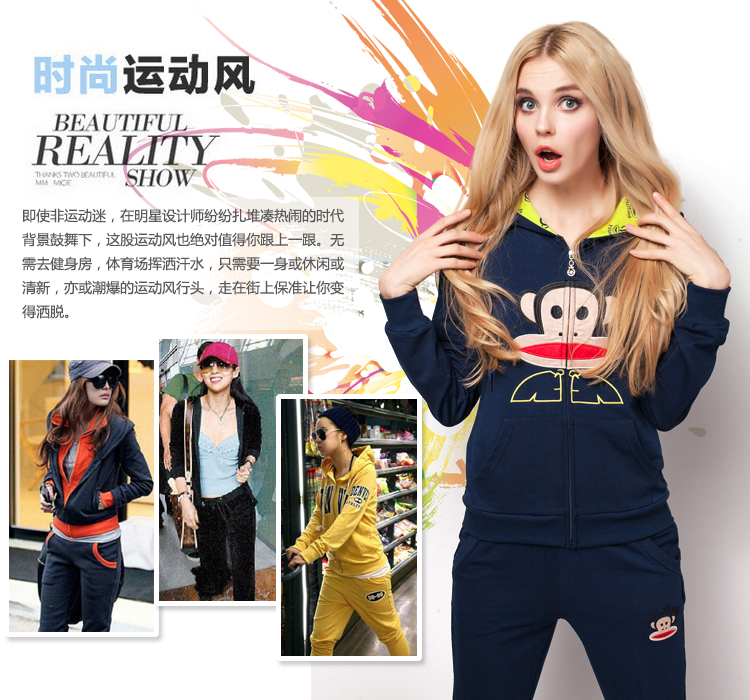 时尚运动风
BEAUTIFUL
REALITY
THANKS TWO BEAUTIFUL
MM MIQE
SHOW
即使非运动迷，在明星设计师纷纷扎堆凑热闹的时代
背景鼓舞下，这股运动风也绝对值得你跟上一跟。无
需去健身房，体育场挥洒汗水，只需要一身或休闲或
清新，亦或潮爆的运动风行头，走在街上保准让你变
得洒脱。